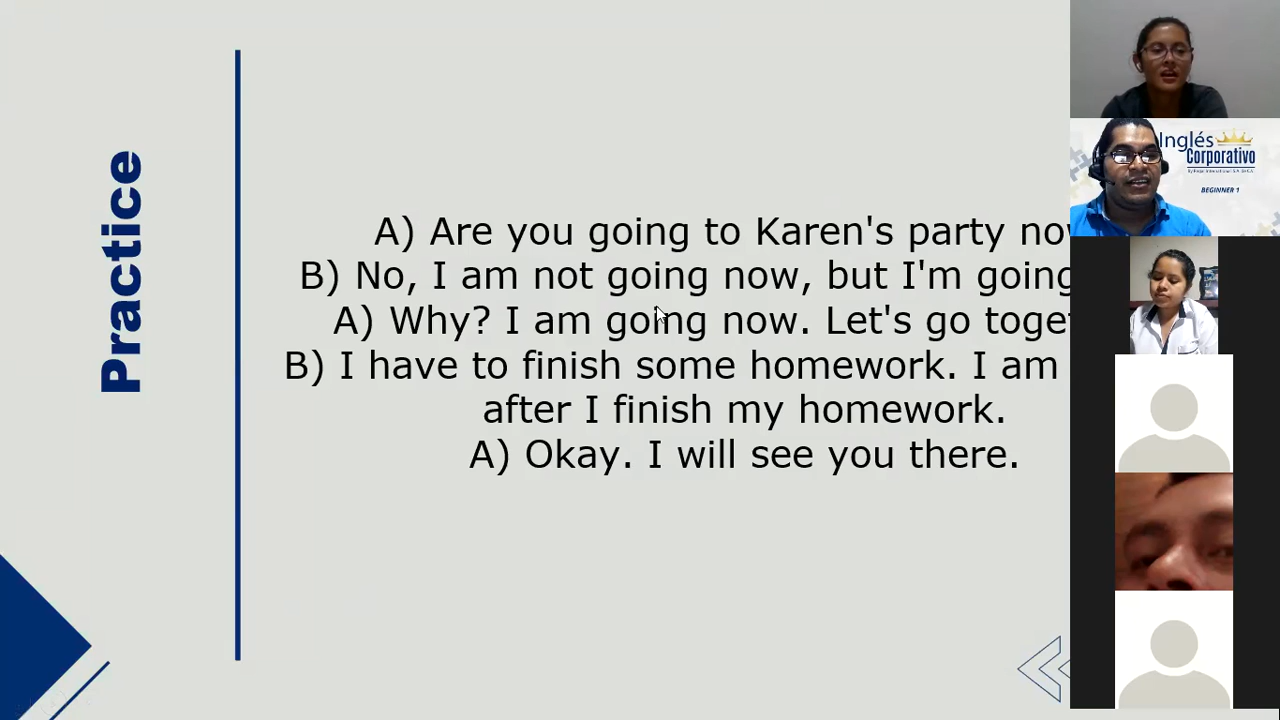 Practice
A) Are you going to Karen's party
B) No, I am not going now, but I'm going
A) Why? I am going now. Let's go
B) I have to finish some homework. I am
after I finish my homework.
A) Okay. I will see you there.
Inglés
Corporativo
BEGINNER 1